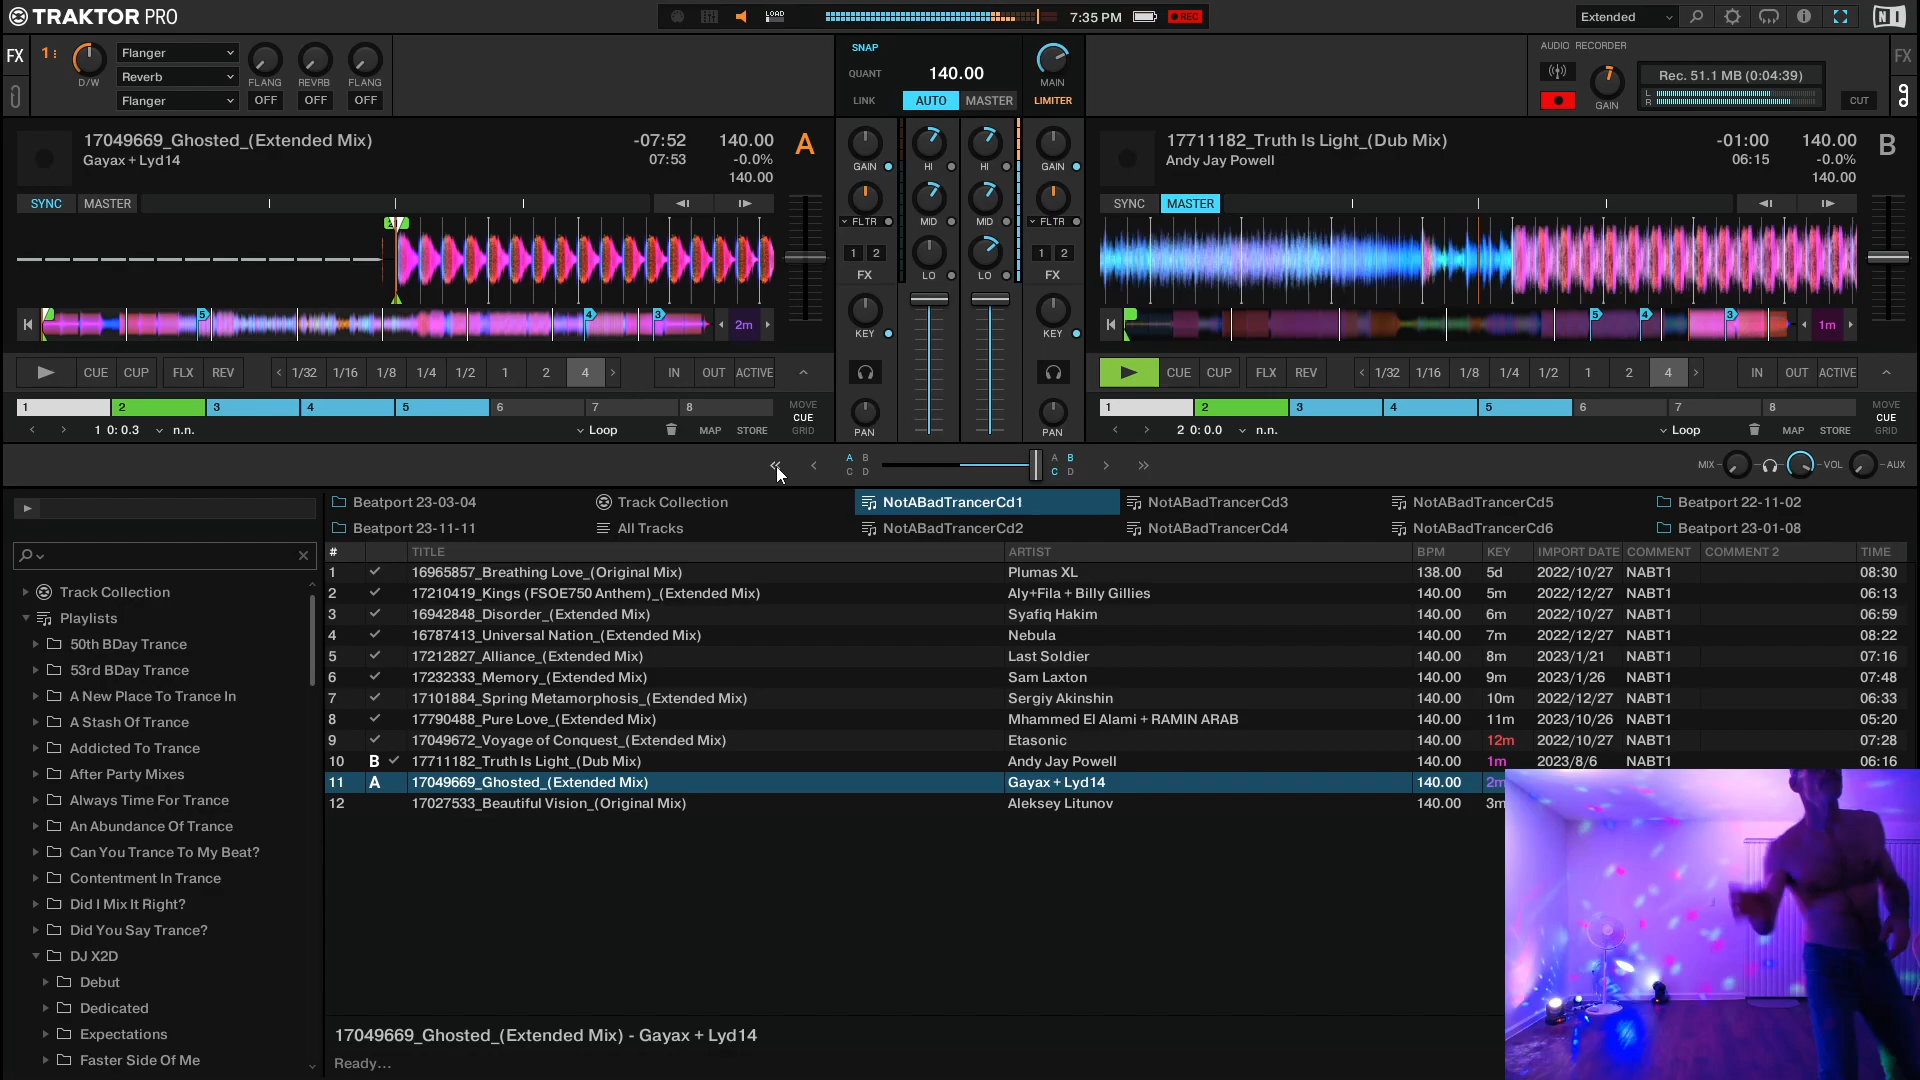 TRAKTOR PRO
LOAD
7:35 PM
REC
Extended
FX
1
D/W
Flanger
Reverb
Flanger
FLANG
REVRB
FLANG
OFF
OFF
OFF
SNAP
QUANT
LINK
140.00
AUTO
MASTER
MAIN
LIMITER
AUDIO RECORDER
GAIN
Rec. 51.1 MB (0:04:39)
L
R
CUT
FX
17049669_Ghosted_(Extended Mix)
Gayax + Lyd14
-07:52
07:53
140.00
-0.0%
140.00
A
SYNC
MASTER
5
4
3
2m
CUE
CUP
FLX
REV
1/32
1/16
1/8
1/4
1/2
1
2
4
IN
OUT
ACTIVE
1
2
3
4
5
6
7
8
MOVE
CUE
GRID
1 0: 0.3
n.n.
Loop
MAP
STORE
GAIN
HI
HI
GAIN
FLTR
MID
MID
FLTR
1
2
FX
LO
LO
1
2
FX
KEY
KEY
PAN
PAN
17711182_Truth Is Light_(Dub Mix)
Andy Jay Powell
-01:00
06:15
140.00
-0.0%
140.00
B
SYNC
MASTER
5
4
3
1m
CUE
CUP
FLX
REV
1/32
1/16
1/8
1/4
1/2
1
2
4
IN
OUT
ACTIVE
1
2
3
4
5
6
7
8
MOVE
CUE
GRID
2 0: 0.0
n.n.
Loop
MAP
STORE
A B
C D
A B
C D
MIX
VOL
AUX
Beatport 23-03-04
Track Collection
NotABadTrancerCd1
NotABadTrancerCd3
NotABadTrancerCd5
Beatport 22-11-02
Beatport 23-11-11
All Tracks
NotABadTrancerCd2
NotABadTrancerCd4
NotABadTrancerCd6
Beatport 23-01-08
Track Collection
Playlists
50th BDay Trance
53rd BDay Trance
A New Place To Trance In
A Stash Of Trance
Addicted To Trance
After Party Mixes
Always Time For Trance
An Abundance Of Trance
Can You Trance To My Beat?
Contentment In Trance
Did I Mix It Right?
Did You Say Trance?
DJ X2D
Debut
Dedicated
Expectations
Faster Side Of Me
# TITLE ARTIST BPM KEY IMPORT DATE COMMENT COMMENT 2 TIME
1 16965857_Breathing Love_(Original Mix) Plumas XL 138.00 5d 2022/10/27 NABT1 08:30
2 17210419_Kings (FSOE750 Anthem)_(Extended Mix) Aly+Fila + Billy Gillies 140.00 5m 2022/12/27 NABT1 06:13
3 16942848_Disorder_(Extended Mix) Syafiq Hakim 140.00 6m 2022/10/27 NABT1 06:59
4 16787413_Universal Nation_(Extended Mix) Nebula 140.00 7m 2022/12/27 NABT1 08:22
5 17212827_Alliance_(Extended Mix) Last Soldier 140.00 8m 2023/1/21 NABT1 07:16
6 17232333_Memory_(Extended Mix) Sam Laxton 140.00 9m 2023/1/26 NABT1 07:48
7 17101884_Spring Metamorphosis_(Extended Mix) Sergiy Akinshin 140.00 10m 2022/12/27 NABT1 06:33
8 17790488_Pure Love_(Extended Mix) Mhammed El Alami + RAMIN ARAB 140.00 11m 2023/10/26 NABT1 05:20
9 17049672_Voyage of Conquest_(Extended Mix) Etasonic 140.00 12m 2022/10/27 NABT1 07:28
10 B 17711182_Truth Is Light_(Dub Mix) Andy Jay Powell 140.00 1m 2023/8/6 NABT1 06:16
11 A 17049669_Ghosted_(Extended Mix) Gayax + Lyd14 140.00 2m
12 17027533_Beautiful Vision_(Original Mix) Aleksey Litunov 140.00 3m
17049669_Ghosted_(Extended Mix) - Gayax + Lyd14
Ready...